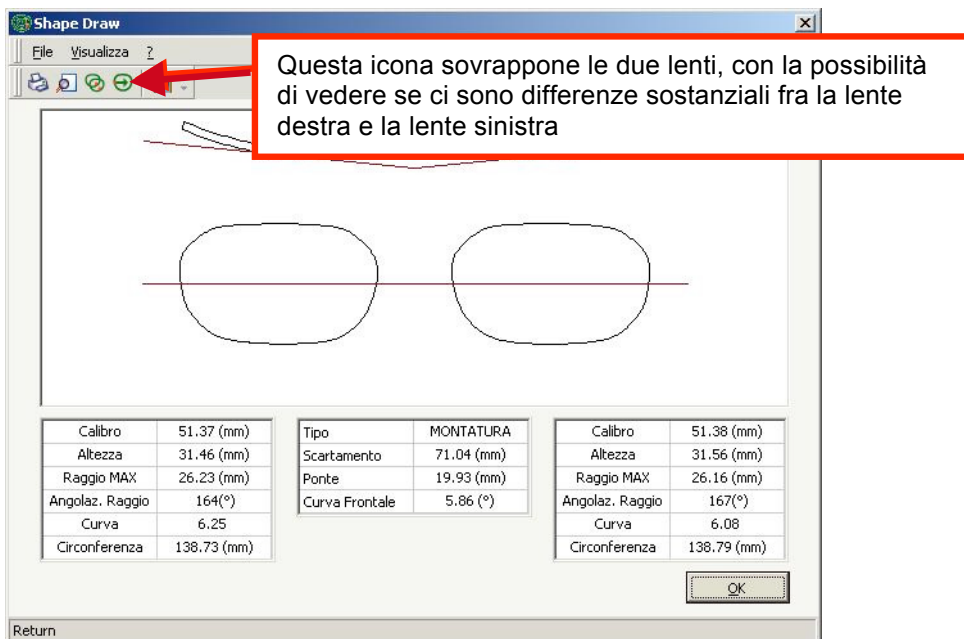 Shape Draw
File Visualizza ?
Questa icona sovrappone le due lenti, con la possibilità
di vedere se ci sono differenze sostanziali fra la lente
destra e la lente sinistra
Calibro 51.37 (mm)
Altezza 31.46 (mm)
Raggio MAX 26.23 (mm)
Angolaz. Raggio 164(°)
Curva 6.25
Circonferenza 138.73 (mm)
Tipo MONTATURA
Scartamento 71.04 (mm)
Ponte 19.93 (mm)
Curva Frontale 5.86 (°)
Calibro 51.38 (mm)
Altezza 31.56 (mm)
Raggio MAX 26.16 (mm)
Angolaz. Raggio 167(°)
Curva 6.08
Circonferenza 138.79 (mm)
OK
Return